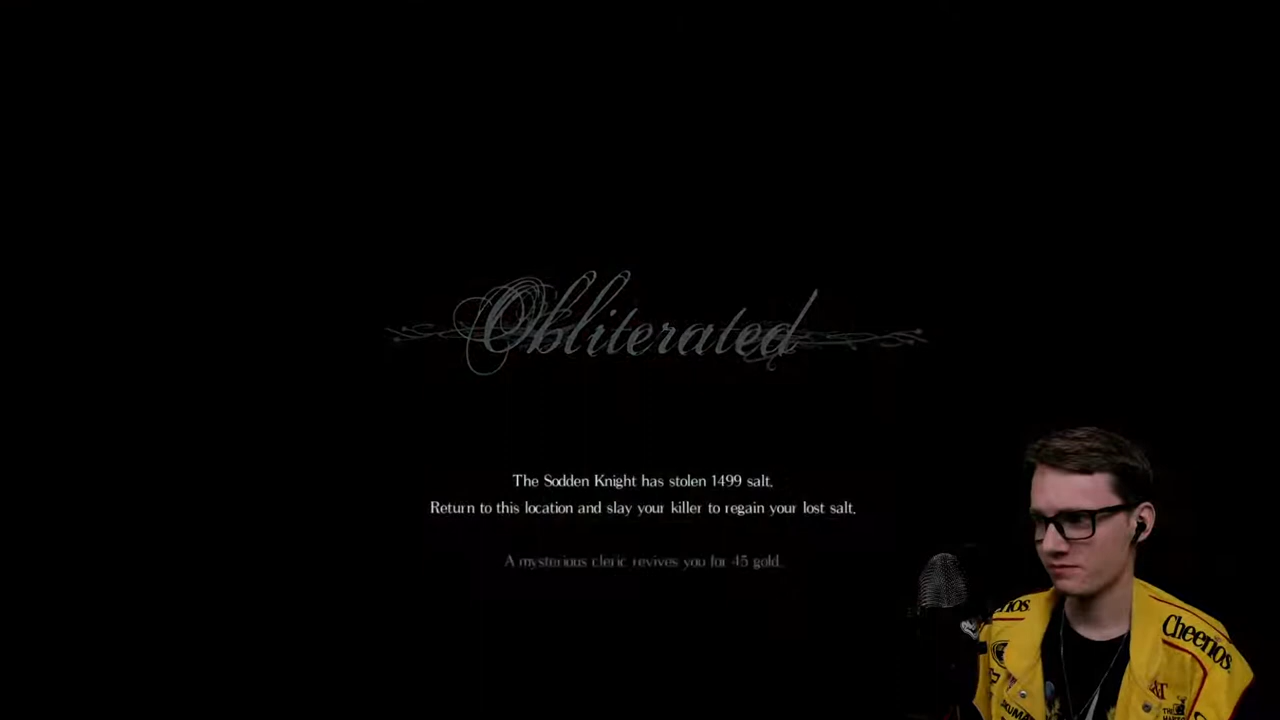 Obliterated
The Sodden Knight has stolen 1499 salt.
Return to this location and slay your killer to regain your lost salt.
A mysterious cleric revives you for 45 gold.
Cheerios